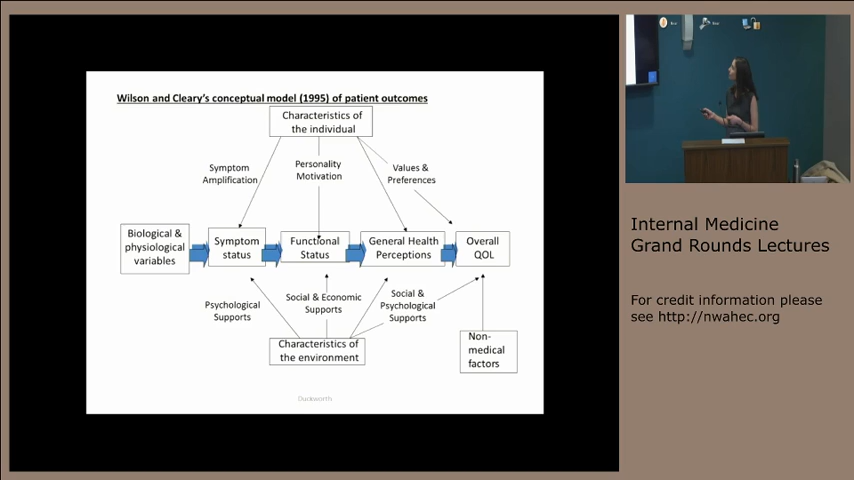 Wilson and Cleary's conceptual model (1995) of patient outcomes
Characteristics of
the individual
Symptom
Amplification
Personality
Motivation
Values &
Preferences
Biological &
physiological
variables
Symptom
status
Functional
Status
General Health
Perceptions
Overall
QOL
Psychological
Supports
Social & Economic
Supports
Social &
Psychological
Supports
Characteristics of
the environment
Non-
medical
factors
Duckworth
Internal Medicine
Grand Rounds Lectures
For credit information please
see http://nwahec.org